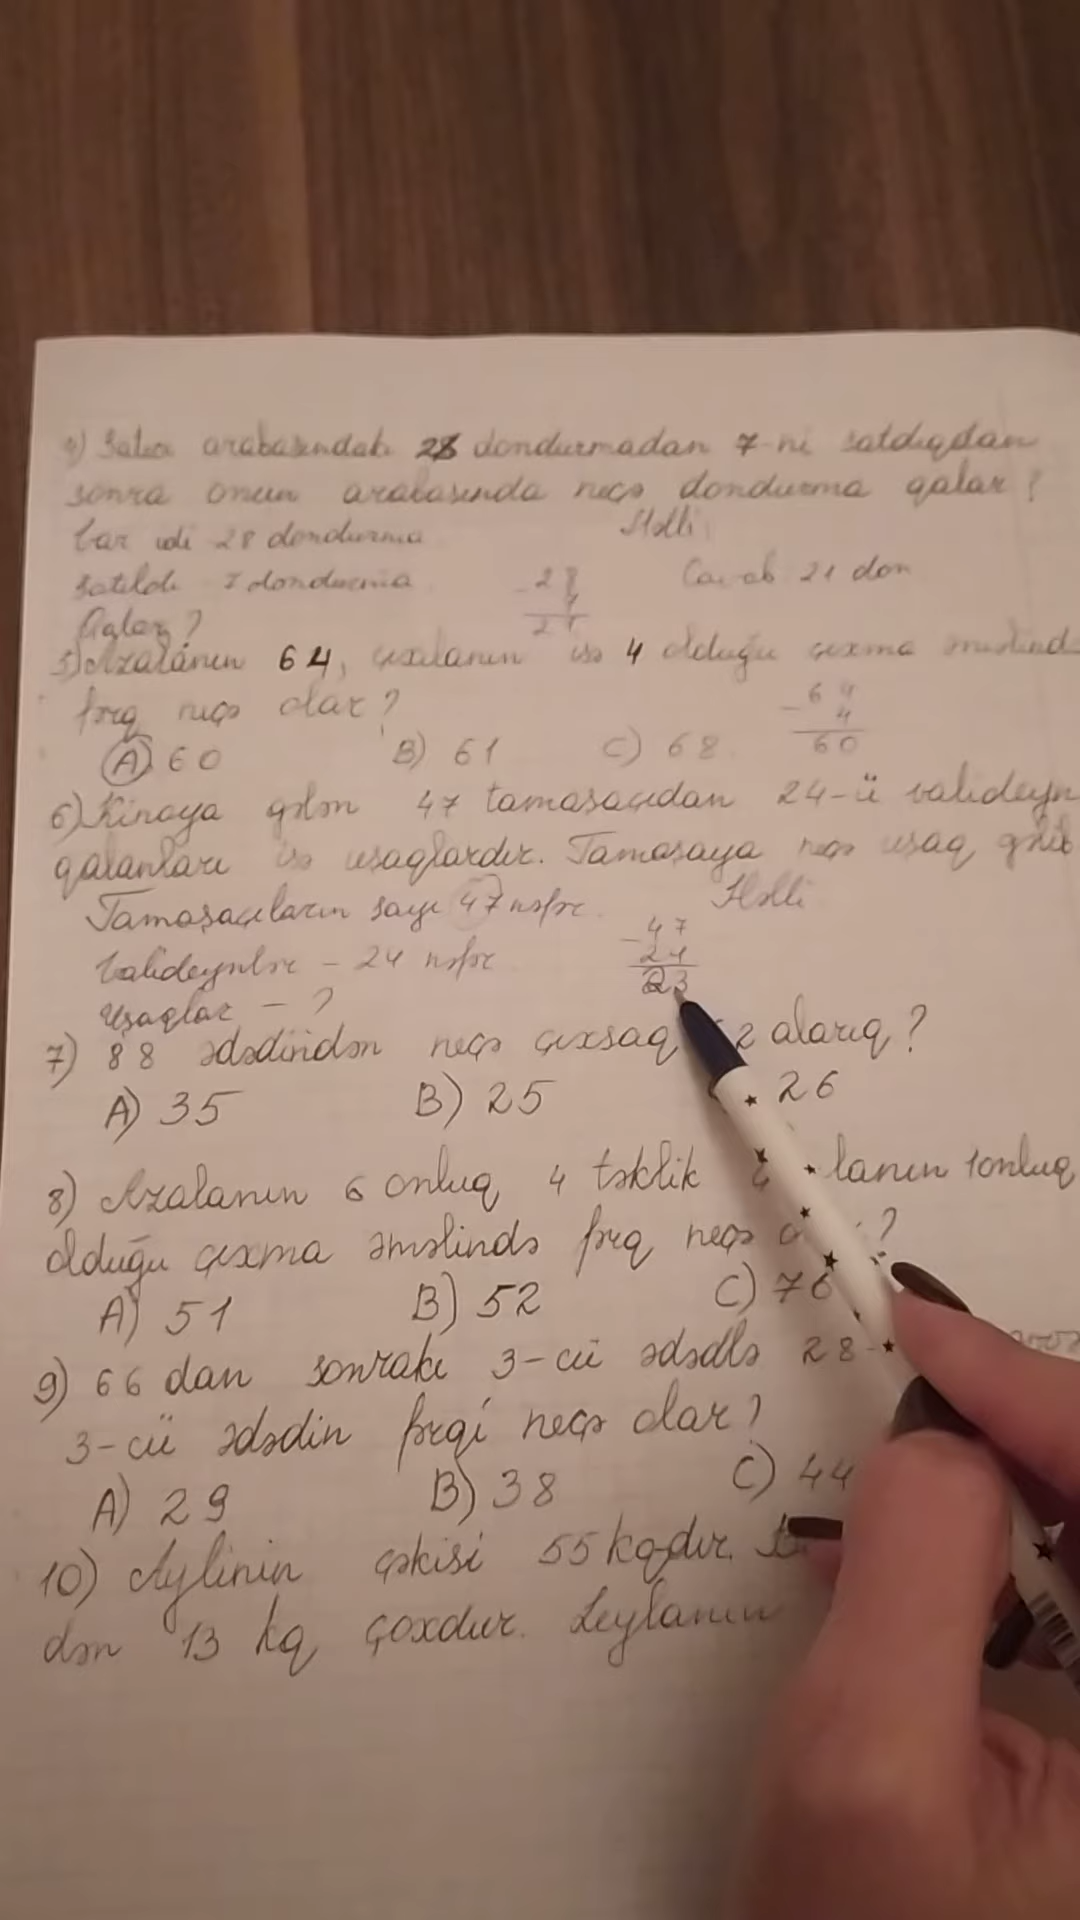 4) Satıcı arabasındakı 28 dondurmadan 7-ni satdıqdan
sonra onun arabasında neçə dondurma qalar?
Var idi 28 dondurma Həlli
Satıldı 7 dondurma - 28 Cavab 21 don
Qalar? 7
21
5) Azalanın 64, çıxılanın isə 4 olduğu çıxma əməlində
fərq neçə olar? - 64
4
A) 60 B) 61 C) 68 60
6) Kinoya gələn 47 tamaşaçıdan 24-ü valideyn
qalanları isə uşaqlardır. Tamaşaya neçə uşaq gəlib
Tamaşaçıların sayı 47 nəfər Həlli
Valideynlər - 24 nəfər - 47
24
Uşaqlar - ? 23
7) 88 ədədindən neçə çıxsaq 2 alarıq?
A) 35 B) 25 26
8) Azalanın 6 onluq 4 təklik lanın 1 onluq
olduğu çıxma əməlində fərq neçə ?
A) 51 B) 52 C) 76
9) 66 dan sonrakı 3-cü ədədlə 28-
3-cü ədədin fərqi neçə olar?
A) 29 B) 38 C) 44
10) Aylinin çəkisi 55 kqdır.
dən 13 kq çoxdur. Leylanın